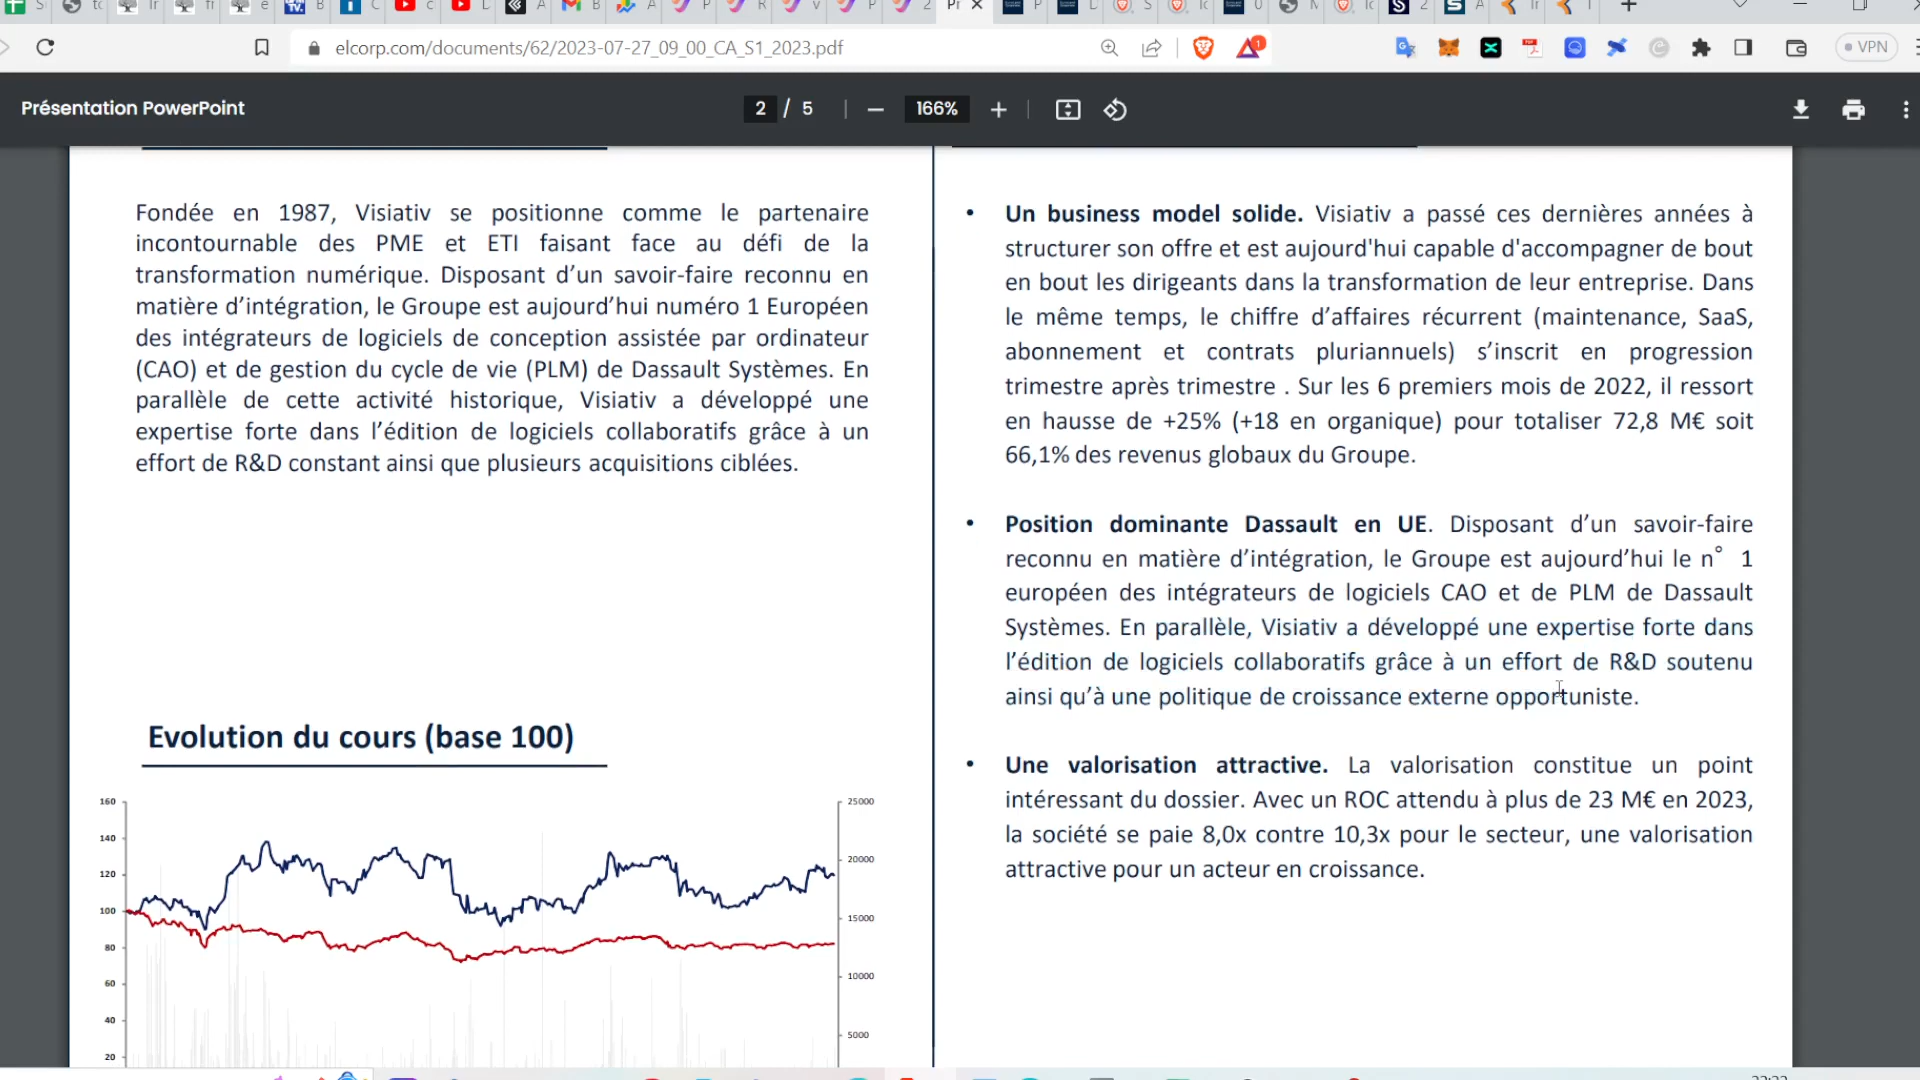 elcorp.com/documents/62/2023-07-27_09_00_CA_S1_2023.pdf
VPN
Présentation PowerPoint
2 / 5
166%
Fondée en 1987, Visiativ se positionne comme le partenaire
incontournable des PME et ETI faisant face au défi de la
transformation numérique. Disposant d’un savoir-faire reconnu en
matière d’intégration, le Groupe est aujourd’hui numéro 1 Européen
des intégrateurs de logiciels de conception assistée par ordinateur
(CAO) et de gestion du cycle de vie (PLM) de Dassault Systèmes. En
parallèle de cette activité historique, Visiativ a développé une
expertise forte dans l’édition de logiciels collaboratifs grâce à un
effort de R&D constant ainsi que plusieurs acquisitions ciblées.
Evolution du cours (base 100)
160
140
120
100
80
60
40
20
25000
20000
15000
10000
5000
• Un business model solide. Visiativ a passé ces dernières années à
structurer son offre et est aujourd'hui capable d'accompagner de bout
en bout les dirigeants dans la transformation de leur entreprise. Dans
le même temps, le chiffre d’affaires récurrent (maintenance, SaaS,
abonnement et contrats pluriannuels) s’inscrit en progression
trimestre après trimestre . Sur les 6 premiers mois de 2022, il ressort
en hausse de +25% (+18 en organique) pour totaliser 72,8 M€ soit
66,1% des revenus globaux du Groupe.
• Position dominante Dassault en UE. Disposant d’un savoir-faire
reconnu en matière d’intégration, le Groupe est aujourd’hui le n° 1
européen des intégrateurs de logiciels CAO et de PLM de Dassault
Systèmes. En parallèle, Visiativ a développé une expertise forte dans
l’édition de logiciels collaboratifs grâce à un effort de R&D soutenu
ainsi qu’à une politique de croissance externe opportuniste.
• Une valorisation attractive. La valorisation constitue un point
intéressant du dossier. Avec un ROC attendu à plus de 23 M€ en 2023,
la société se paie 8,0x contre 10,3x pour le secteur, une valorisation
attractive pour un acteur en croissance.